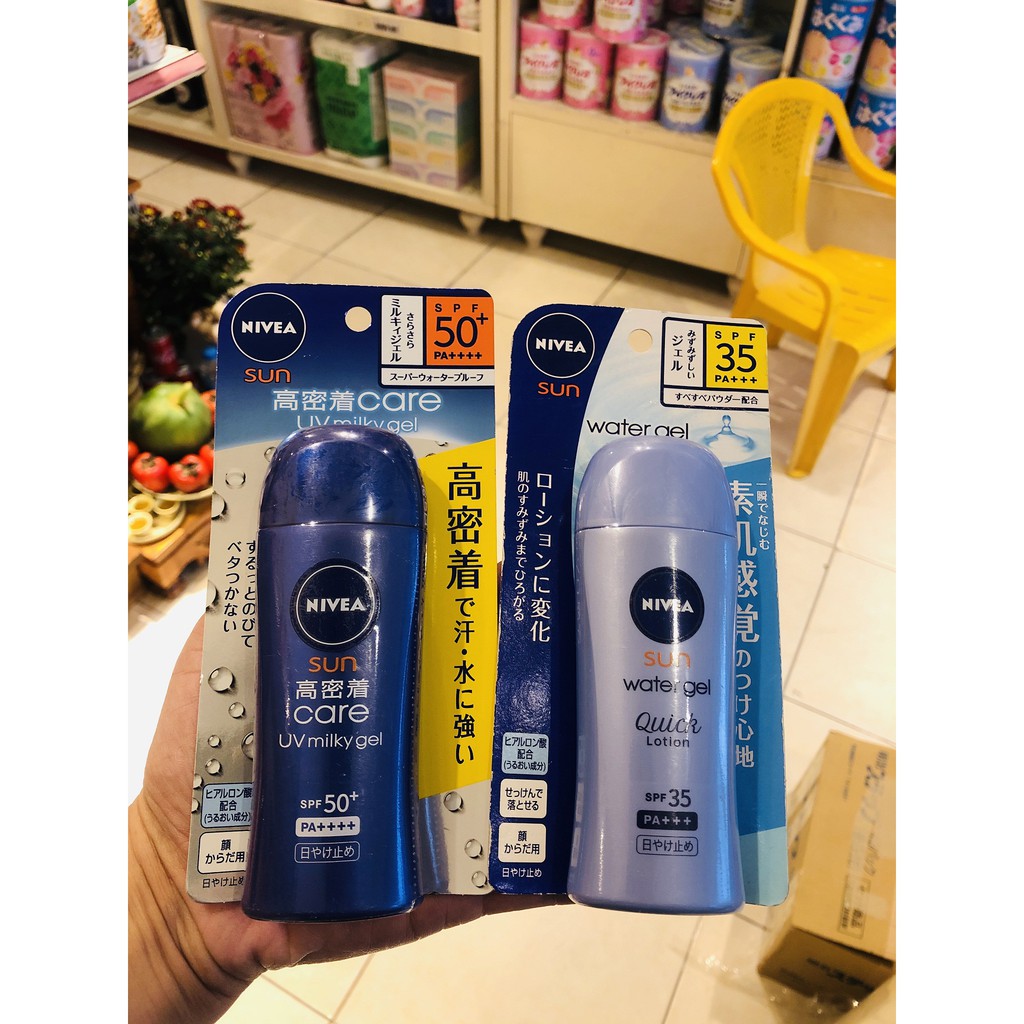 NIVEA
sun
ミルキィジェル
さらさら
SPF
50+
PA++++
スーパーウォータープルーフ
高密着care
UV milky gel
高密着で汗・水に強い
するっとのびて
ベタつかない
ヒアルロン酸
配合
(うるおい成分)
顔
からだ用
日やけ止め
NIVEA
sun
高密着
care
UV milky gel
SPF 50+
PA++++
日やけ止め
NIVEA
sun
みずみずしい
ジェル
SPF
35
PA+++
すべすべパウダー配合
water gel
ローションに変化
肌のすみずみまでひろがる
一瞬でなじむ
素肌感覚のつけ心地
ヒアルロン酸
配合
(うるおい成分)
せっけんで
落とせる
顔
からだ用
日やけ止め
NIVEA
sun
water gel
Quick
Lotion
SPF 35
PA+++
日やけ止め